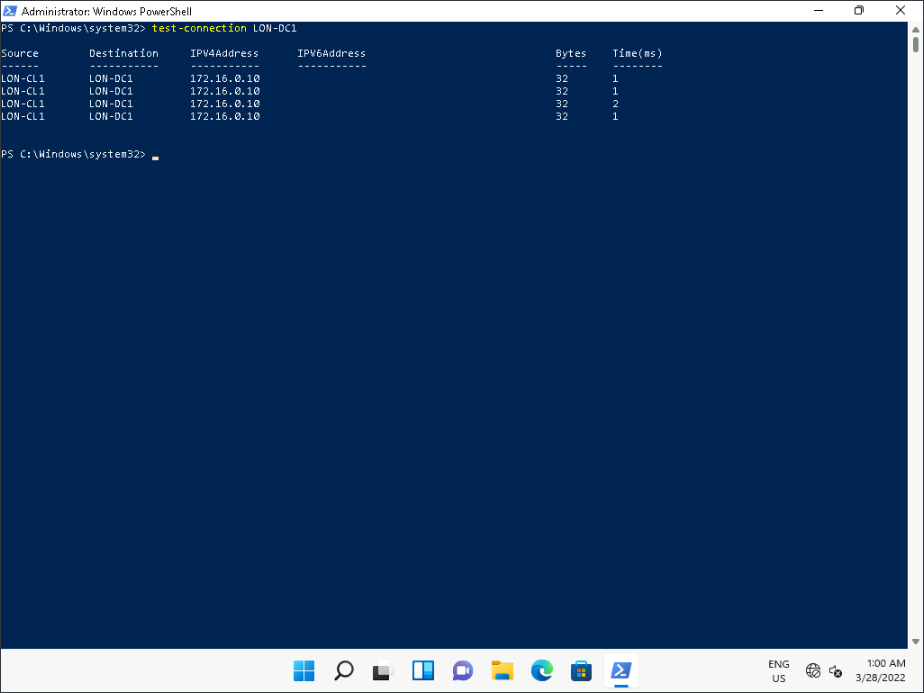 Administrator: Windows PowerShell
PS C:\Windows\system32> test-connection LON-DC1
Source Destination IPV4Address IPV6Address Bytes Time(ms)
------ ----------- ----------- ----------- ----- --------
LON-CL1 LON-DC1 172.16.0.10 32 1
LON-CL1 LON-DC1 172.16.0.10 32 1
LON-CL1 LON-DC1 172.16.0.10 32 2
LON-CL1 LON-DC1 172.16.0.10 32 1
PS C:\Windows\system32> _
ENG
US
1:00 AM
3/28/2022